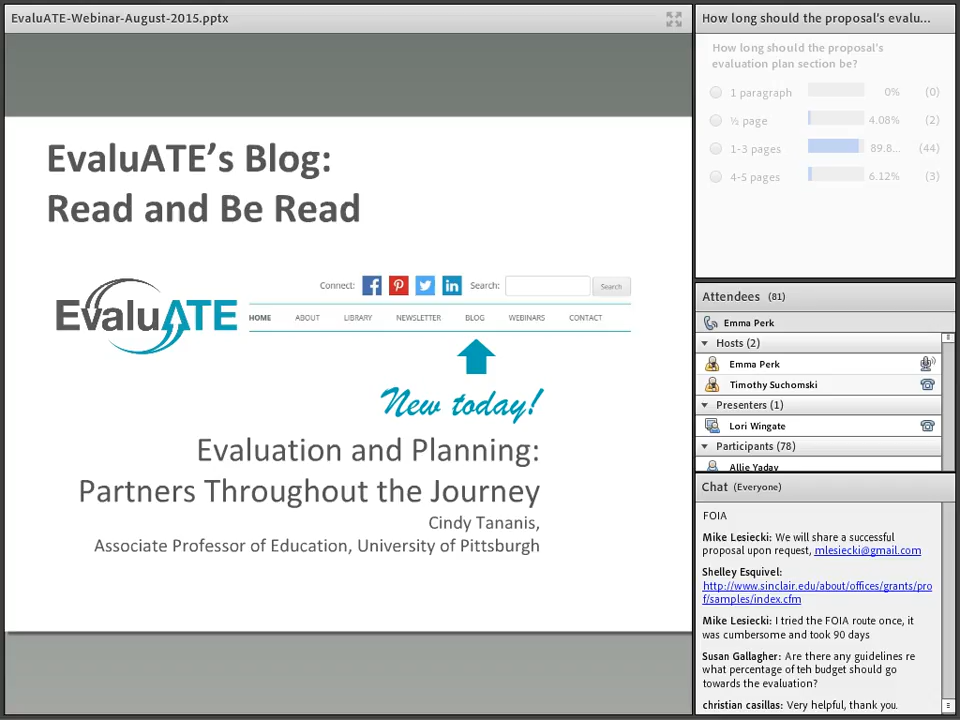 EvaluATE-Webinar-August-2015.pptx
EvaluATE’s Blog:
Read and Be Read
Connect:
Search:
Search
EvaluATE
HOME ABOUT LIBRARY NEWSLETTER BLOG WEBINARS CONTACT
New today!
Evaluation and Planning:
Partners Throughout the Journey
Cindy Tananis,
Associate Professor of Education, University of Pittsburgh
How long should the proposal's evalu...
How long should the proposal's
evaluation plan section be?
1 paragraph 0% (0)
½ page 4.08% (2)
1-3 pages 89.8... (44)
4-5 pages 6.12% (3)
Attendees (81)
Emma Perk
Hosts (2)
Emma Perk
Timothy Suchomski
Presenters (1)
Lori Wingate
Participants (78)
Allie Yaday
Chat (Everyone)
FOIA
Mike Lesiecki: We will share a successful
proposal upon request, mlesiecki@gmail.com
Shelley Esquivel:
http://www.sinclair.edu/about/offices/grants/pro
f/samples/index.cfm
Mike Lesiecki: I tried the FOIA route once, it
was cumbersome and took 90 days
Susan Gallagher: Are there any guidelines re
what percentage of teh budget should go
towards the evaluation?
christian casillas: Very helpful, thank you.